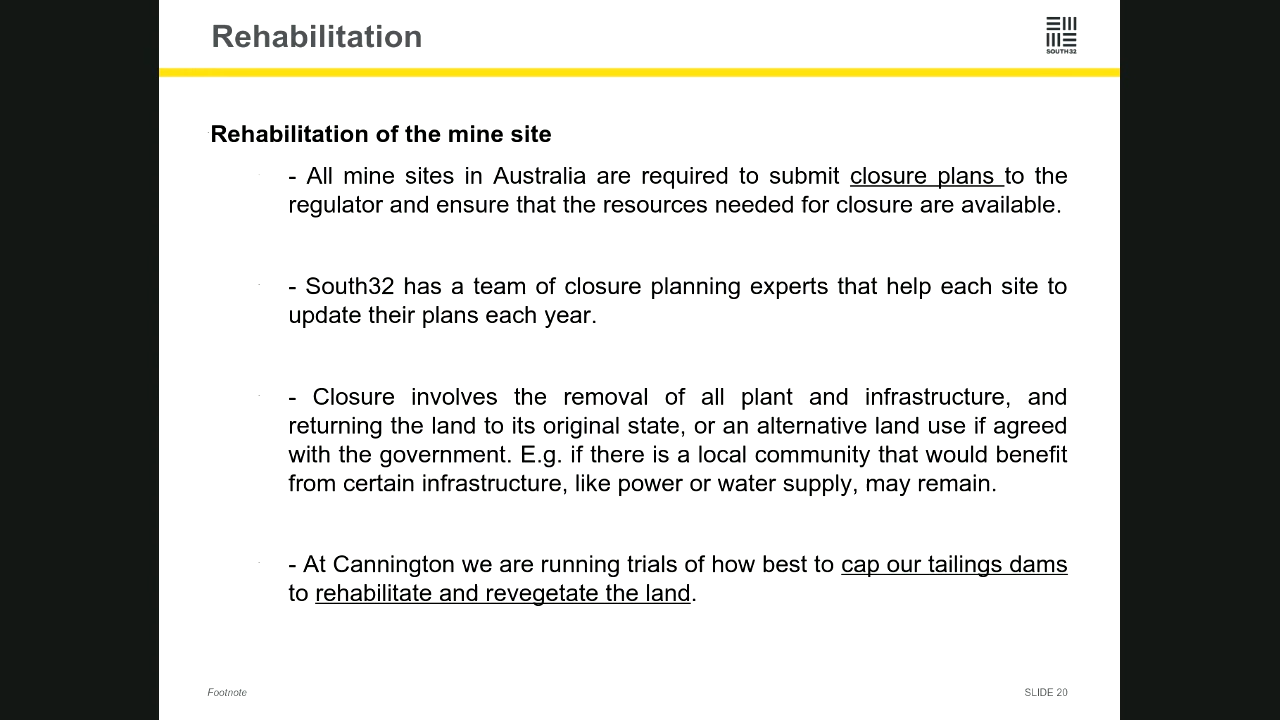 Rehabilitation
SOUTH32
Rehabilitation of the mine site
- All mine sites in Australia are required to submit closure plans to the
regulator and ensure that the resources needed for closure are available.
- South32 has a team of closure planning experts that help each site to
update their plans each year.
- Closure involves the removal of all plant and infrastructure, and
returning the land to its original state, or an alternative land use if agreed
with the government. E.g. if there is a local community that would benefit
from certain infrastructure, like power or water supply, may remain.
- At Cannington we are running trials of how best to cap our tailings dams
to rehabilitate and revegetate the land.
Footnote
SLIDE 20